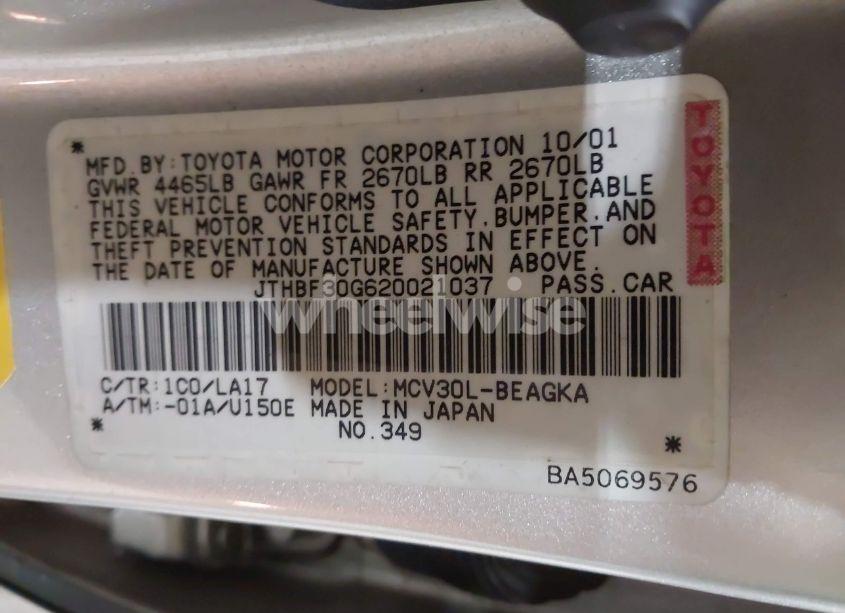 MFD.BY:TOYOTA MOTOR CORPORATION 10/01
GVWR 4465LB GAWR FR 2670LB RR 2670LB
THIS VEHICLE CONFORMS TO ALL APPLICABLE
FEDERAL MOTOR VEHICLE SAFETY,BUMPER,AND
THEFT PREVENTION STANDARDS IN EFFECT ON
THE DATE OF MANUFACTURE SHOWN ABOVE.
JTHBF30G620021037 PASS.CAR
wheelwise
C/TR:1C0/LA17 MODEL:MCV30L-BEAGKA
A/TM:-01A/U150E MADE IN JAPAN
NO.349
BA5069576
TOYOTA